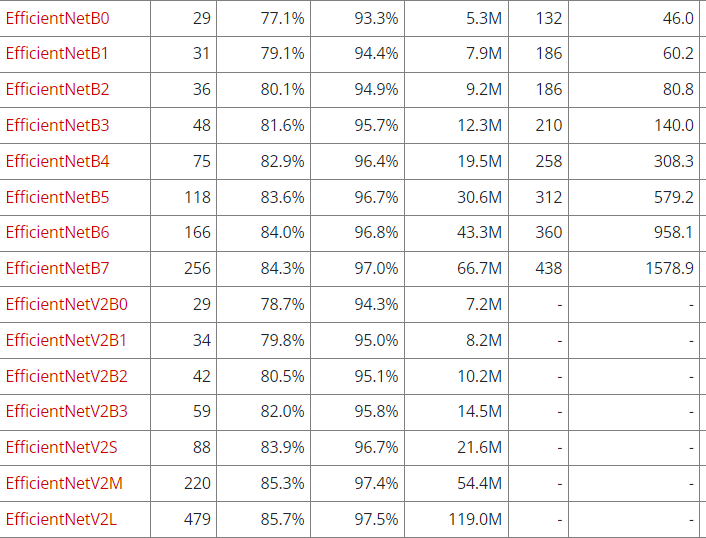 EfficientNetB0 29 77.1% 93.3% 5.3M 132 46.0
EfficientNetB1 31 79.1% 94.4% 7.9M 186 60.2
EfficientNetB2 36 80.1% 94.9% 9.2M 186 80.8
EfficientNetB3 48 81.6% 95.7% 12.3M 210 140.0
EfficientNetB4 75 82.9% 96.4% 19.5M 258 308.3
EfficientNetB5 118 83.6% 96.7% 30.6M 312 579.2
EfficientNetB6 166 84.0% 96.8% 43.3M 360 958.1
EfficientNetB7 256 84.3% 97.0% 66.7M 438 1578.9
EfficientNetV2B0 29 78.7% 94.3% 7.2M - -
EfficientNetV2B1 34 79.8% 95.0% 8.2M - -
EfficientNetV2B2 42 80.5% 95.1% 10.2M - -
EfficientNetV2B3 59 82.0% 95.8% 14.5M - -
EfficientNetV2S 88 83.9% 96.7% 21.6M - -
EfficientNetV2M 220 85.3% 97.4% 54.4M - -
EfficientNetV2L 479 85.7% 97.5% 119.0M - -